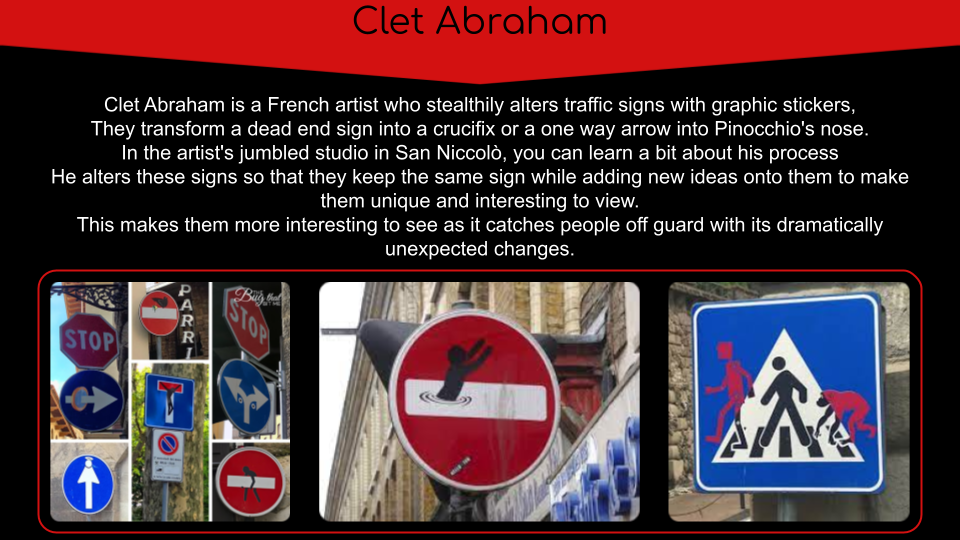 Clet Abraham
Clet Abraham is a French artist who stealthily alters traffic signs with graphic stickers,
They transform a dead end sign into a crucifix or a one way arrow into Pinocchio's nose.
In the artist's jumbled studio in San Niccolò, you can learn a bit about his process
He alters these signs so that they keep the same sign while adding new ideas onto them to make
them unique and interesting to view.
This makes them more interesting to see as it catches people off guard with its dramatically
unexpected changes.
STOP
PARRI
STOP